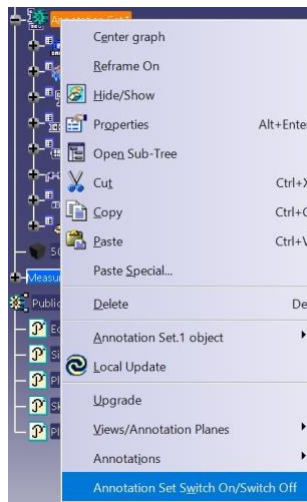 Annotation Set.1
Center graph
Reframe On
Hide/Show
Properties Alt+Enter
Open Sub-Tree
Cut Ctrl+X
Copy Ctrl+C
Paste Ctrl+V
Paste Special...
Measu
Public
Delete De
Annotation Set.1 object
Local Update
Upgrade
Views/Annotation Planes
Annotations
Annotation Set Switch On/Switch Off